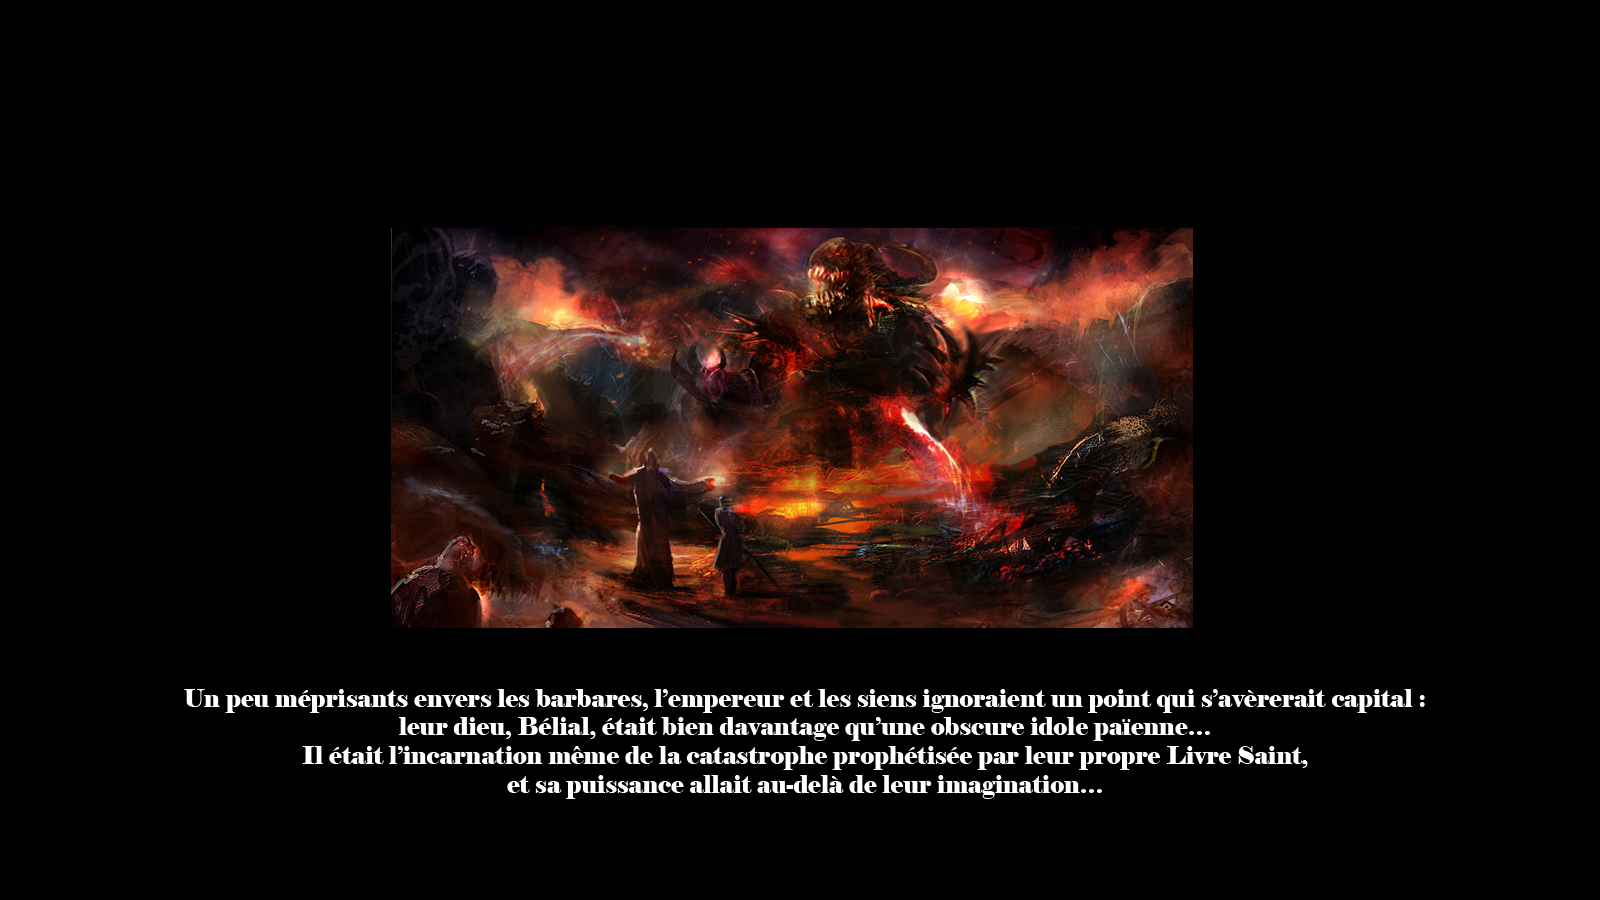 Un peu méprisants envers les barbares, l’empereur et les siens ignoraient un point qui s’avèrerait capital :
leur dieu, Bélial, était bien davantage qu’une obscure idole païenne...
Il était l’incarnation même de la catastrophe prophétisée par leur propre Livre Saint,
et sa puissance allait au-delà de leur imagination...